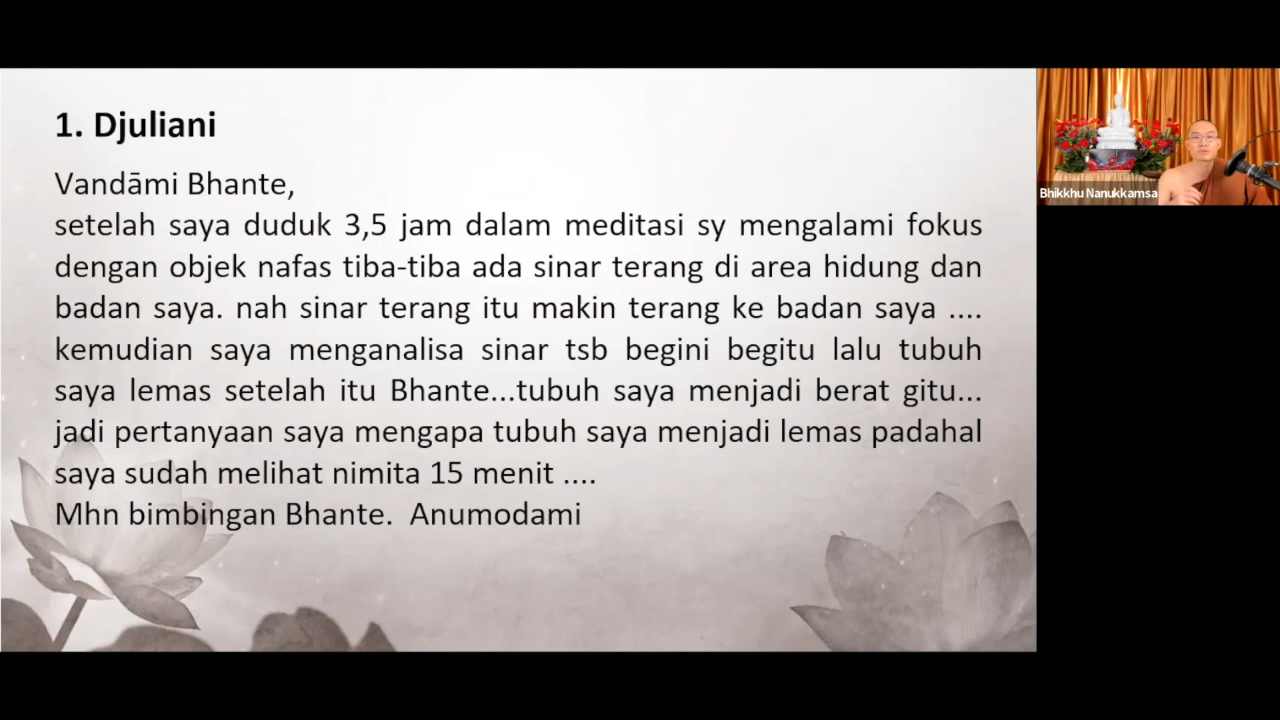 1. Djuliani
Vandāmi Bhante,
setelah saya duduk 3,5 jam dalam meditasi sy mengalami fokus
dengan objek nafas tiba-tiba ada sinar terang di area hidung dan
badan saya. nah sinar terang itu makin terang ke badan saya ....
kemudian saya menganalisa sinar tsb begini begitu lalu tubuh
saya lemas setelah itu Bhante...tubuh saya menjadi berat gitu...
jadi pertanyaan saya mengapa tubuh saya menjadi lemas padahal
saya sudah melihat nimita 15 menit ....
Mhn bimbingan Bhante. Anumodami
Bhikkhu Nanukkamsa